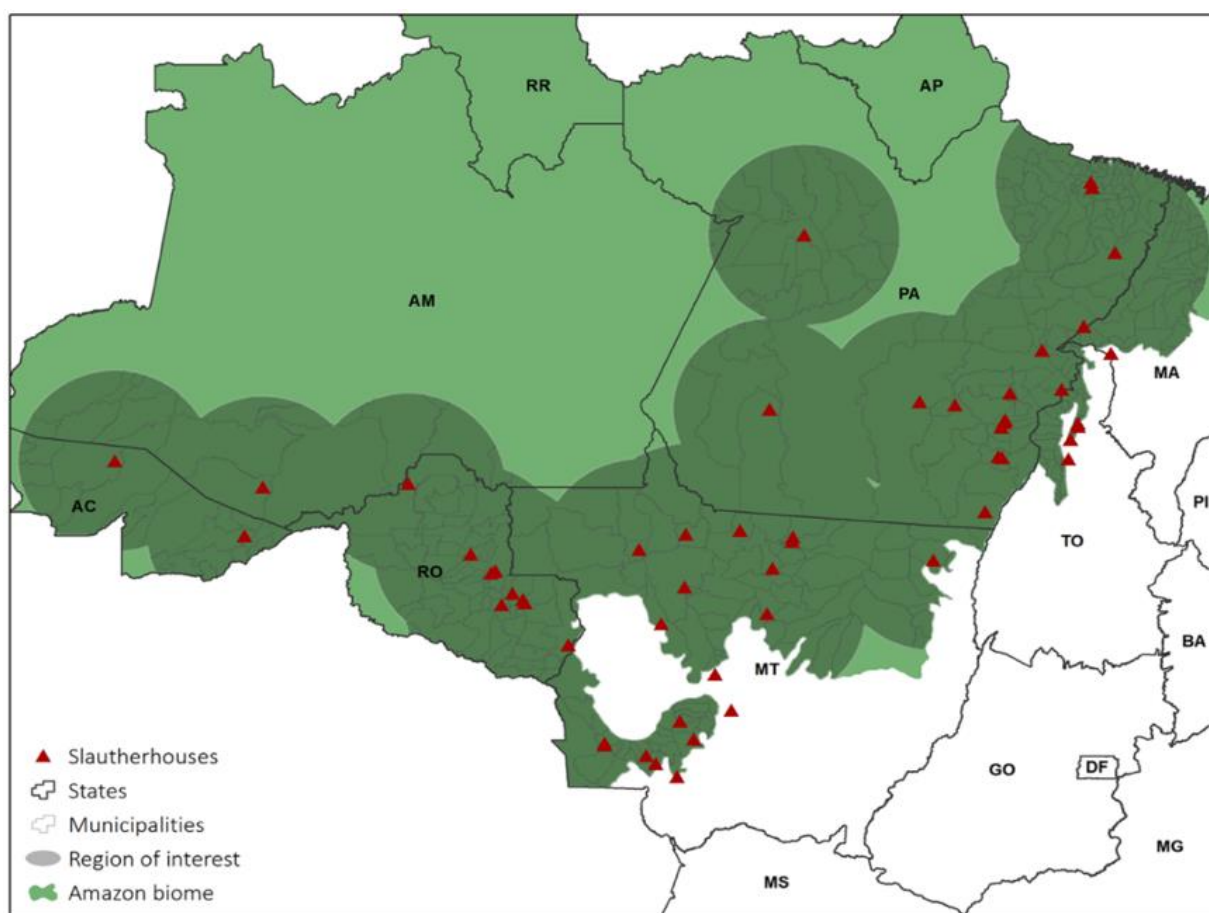 RR
AP
AM
PA
MA
AC
PI
TO
RO
BA
MT
GO
DF
MG
MS
Slautherhouses
States
Municipalities
Region of interest
Amazon biome